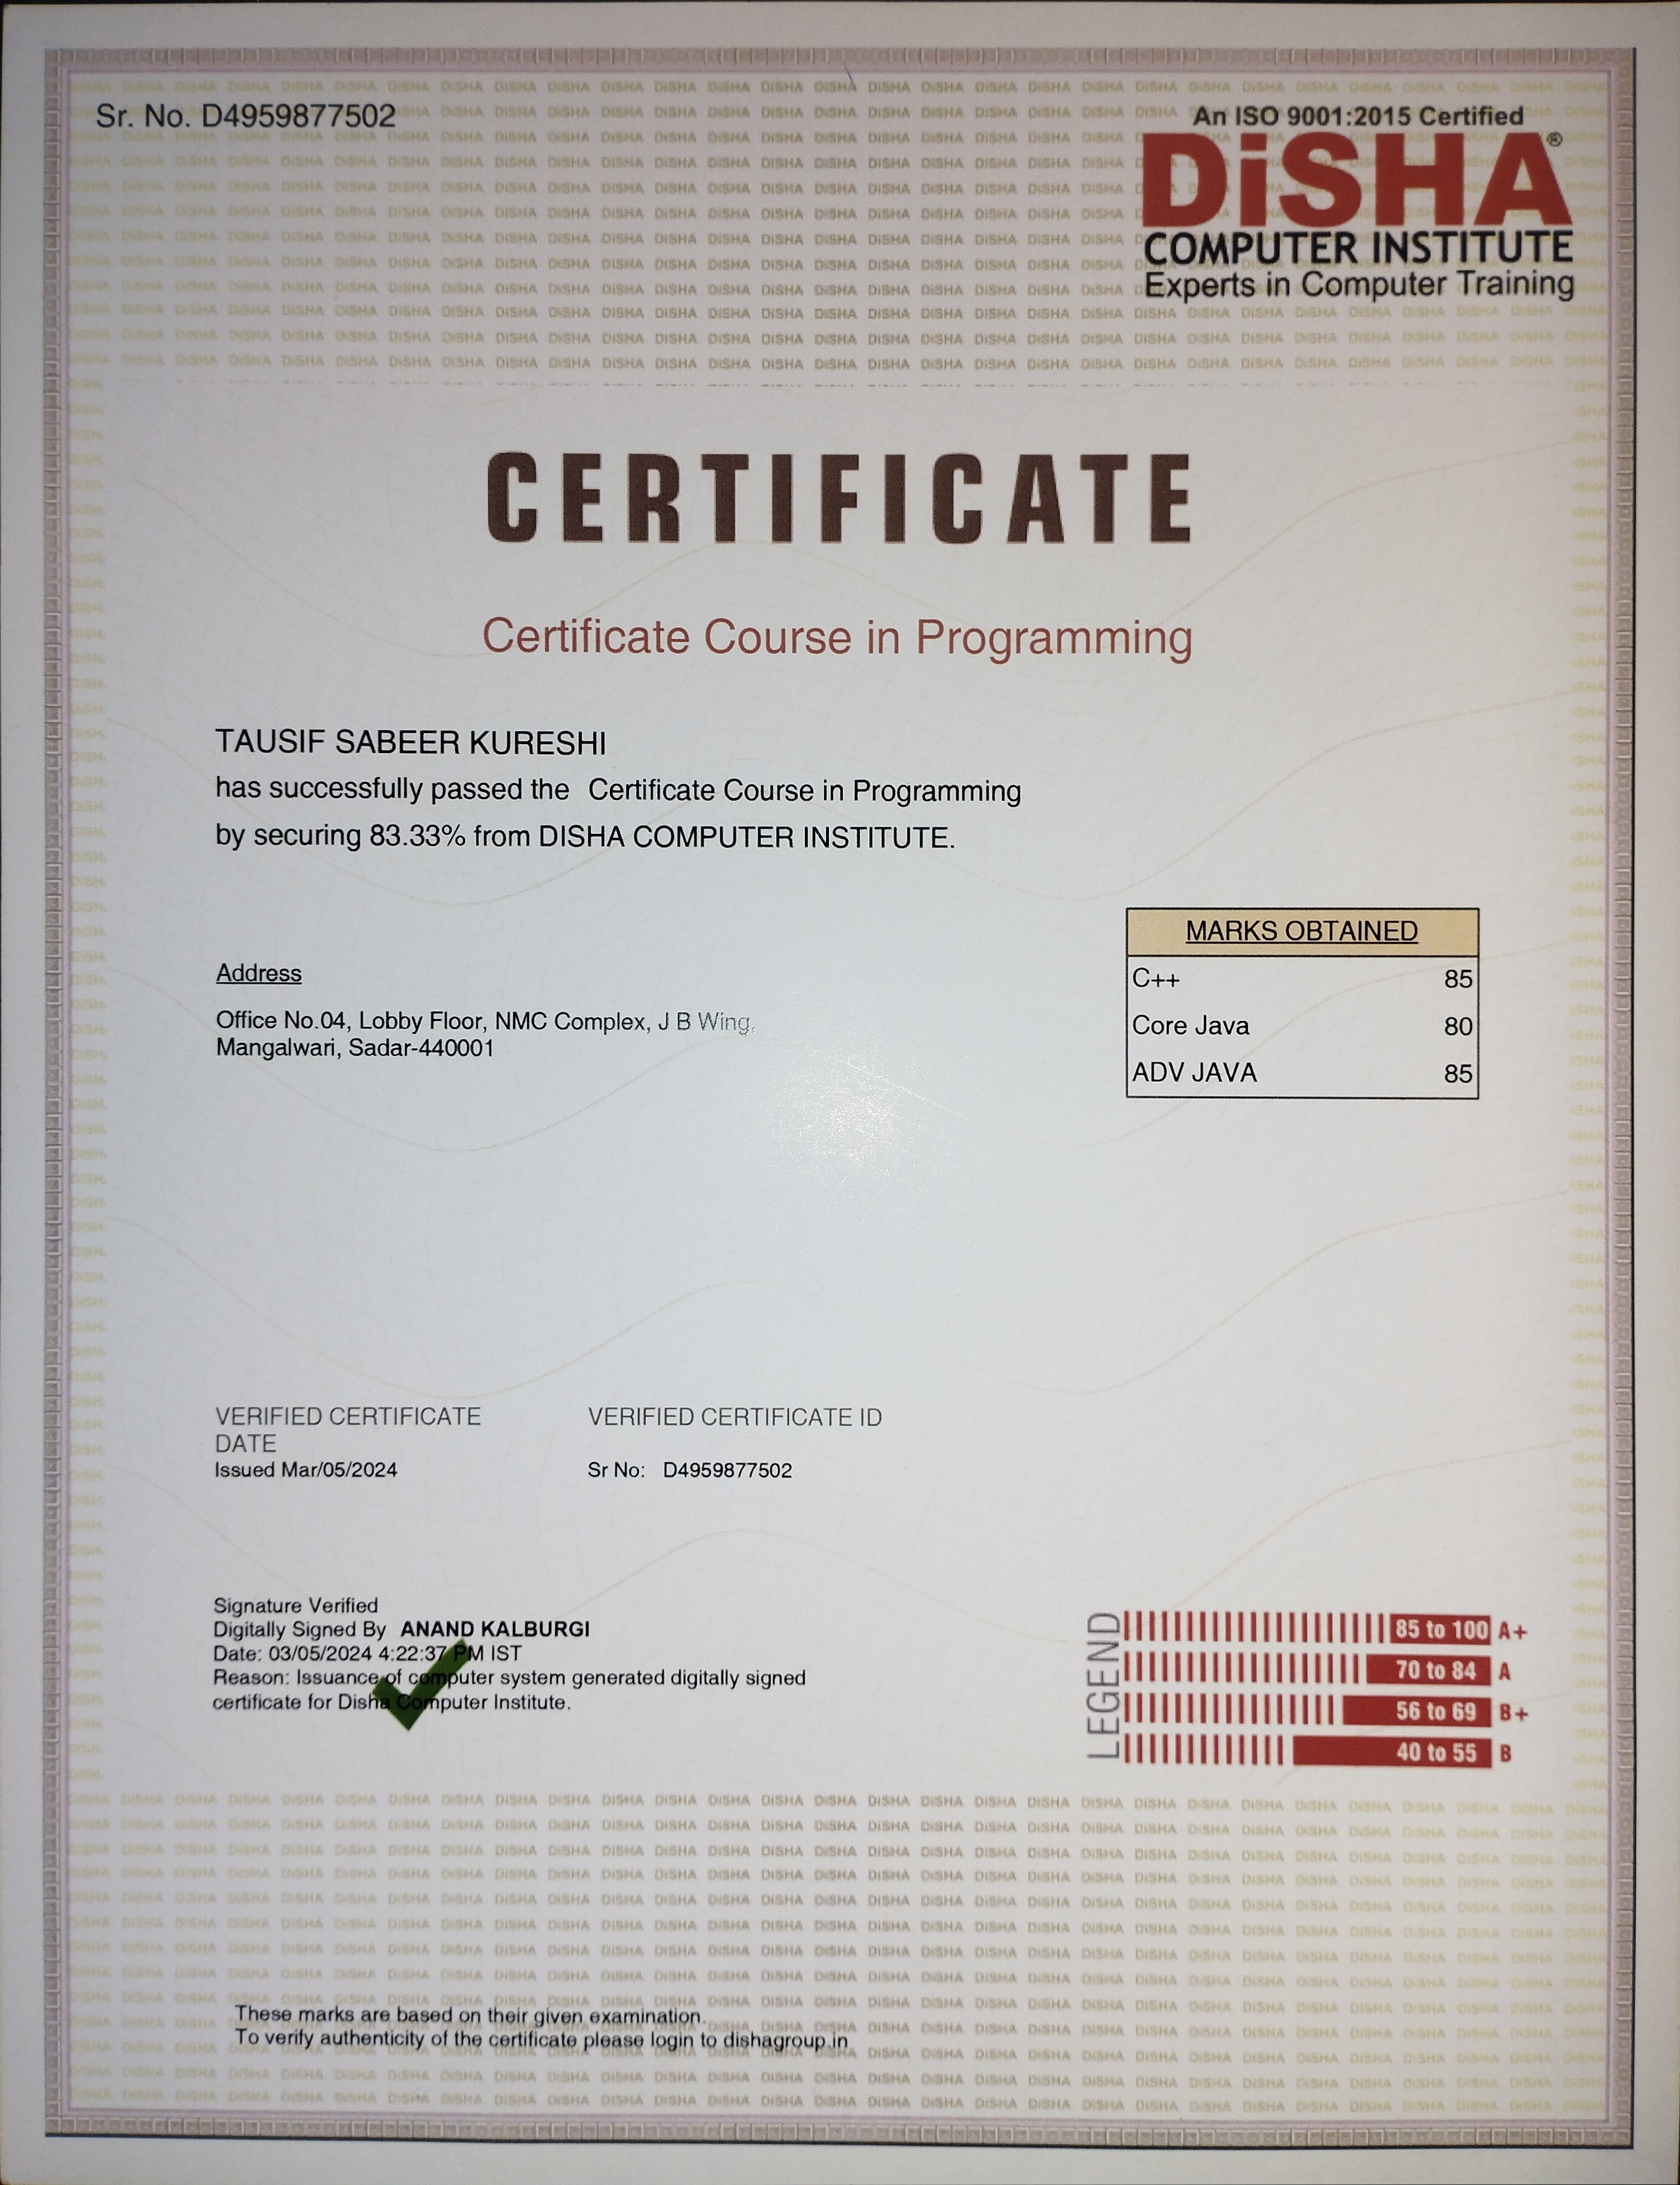 Sr. No. D4959877502
An ISO 9001:2015 Certified
DiSHA®
COMPUTER INSTITUTE
Experts in Computer Training
CERTIFICATE
Certificate Course in Programming
TAUSIF SABEER KURESHI
has successfully passed the Certificate Course in Programming
by securing 83.33% from DISHA COMPUTER INSTITUTE.
MARKS OBTAINED
C++ 85
Core Java 80
ADV JAVA 85
Address
Office No.04, Lobby Floor, NMC Complex, J B Wing,
Mangalwari, Sadar-440001
VERIFIED CERTIFICATE
DATE
Issued Mar/05/2024
VERIFIED CERTIFICATE ID
Sr No: D4959877502
Signature Verified
Digitally Signed By ANAND KALBURGI
Date: 03/05/2024 4:22:37 PM IST
Reason: Issuance of computer system generated digitally signed
certificate for Disha Computer Institute.
LEGEND
85 to 100 A+
70 to 84 A
56 to 69 B+
40 to 55 B
These marks are based on their given examination.
To verify authenticity of the certificate please login to dishagroup.in